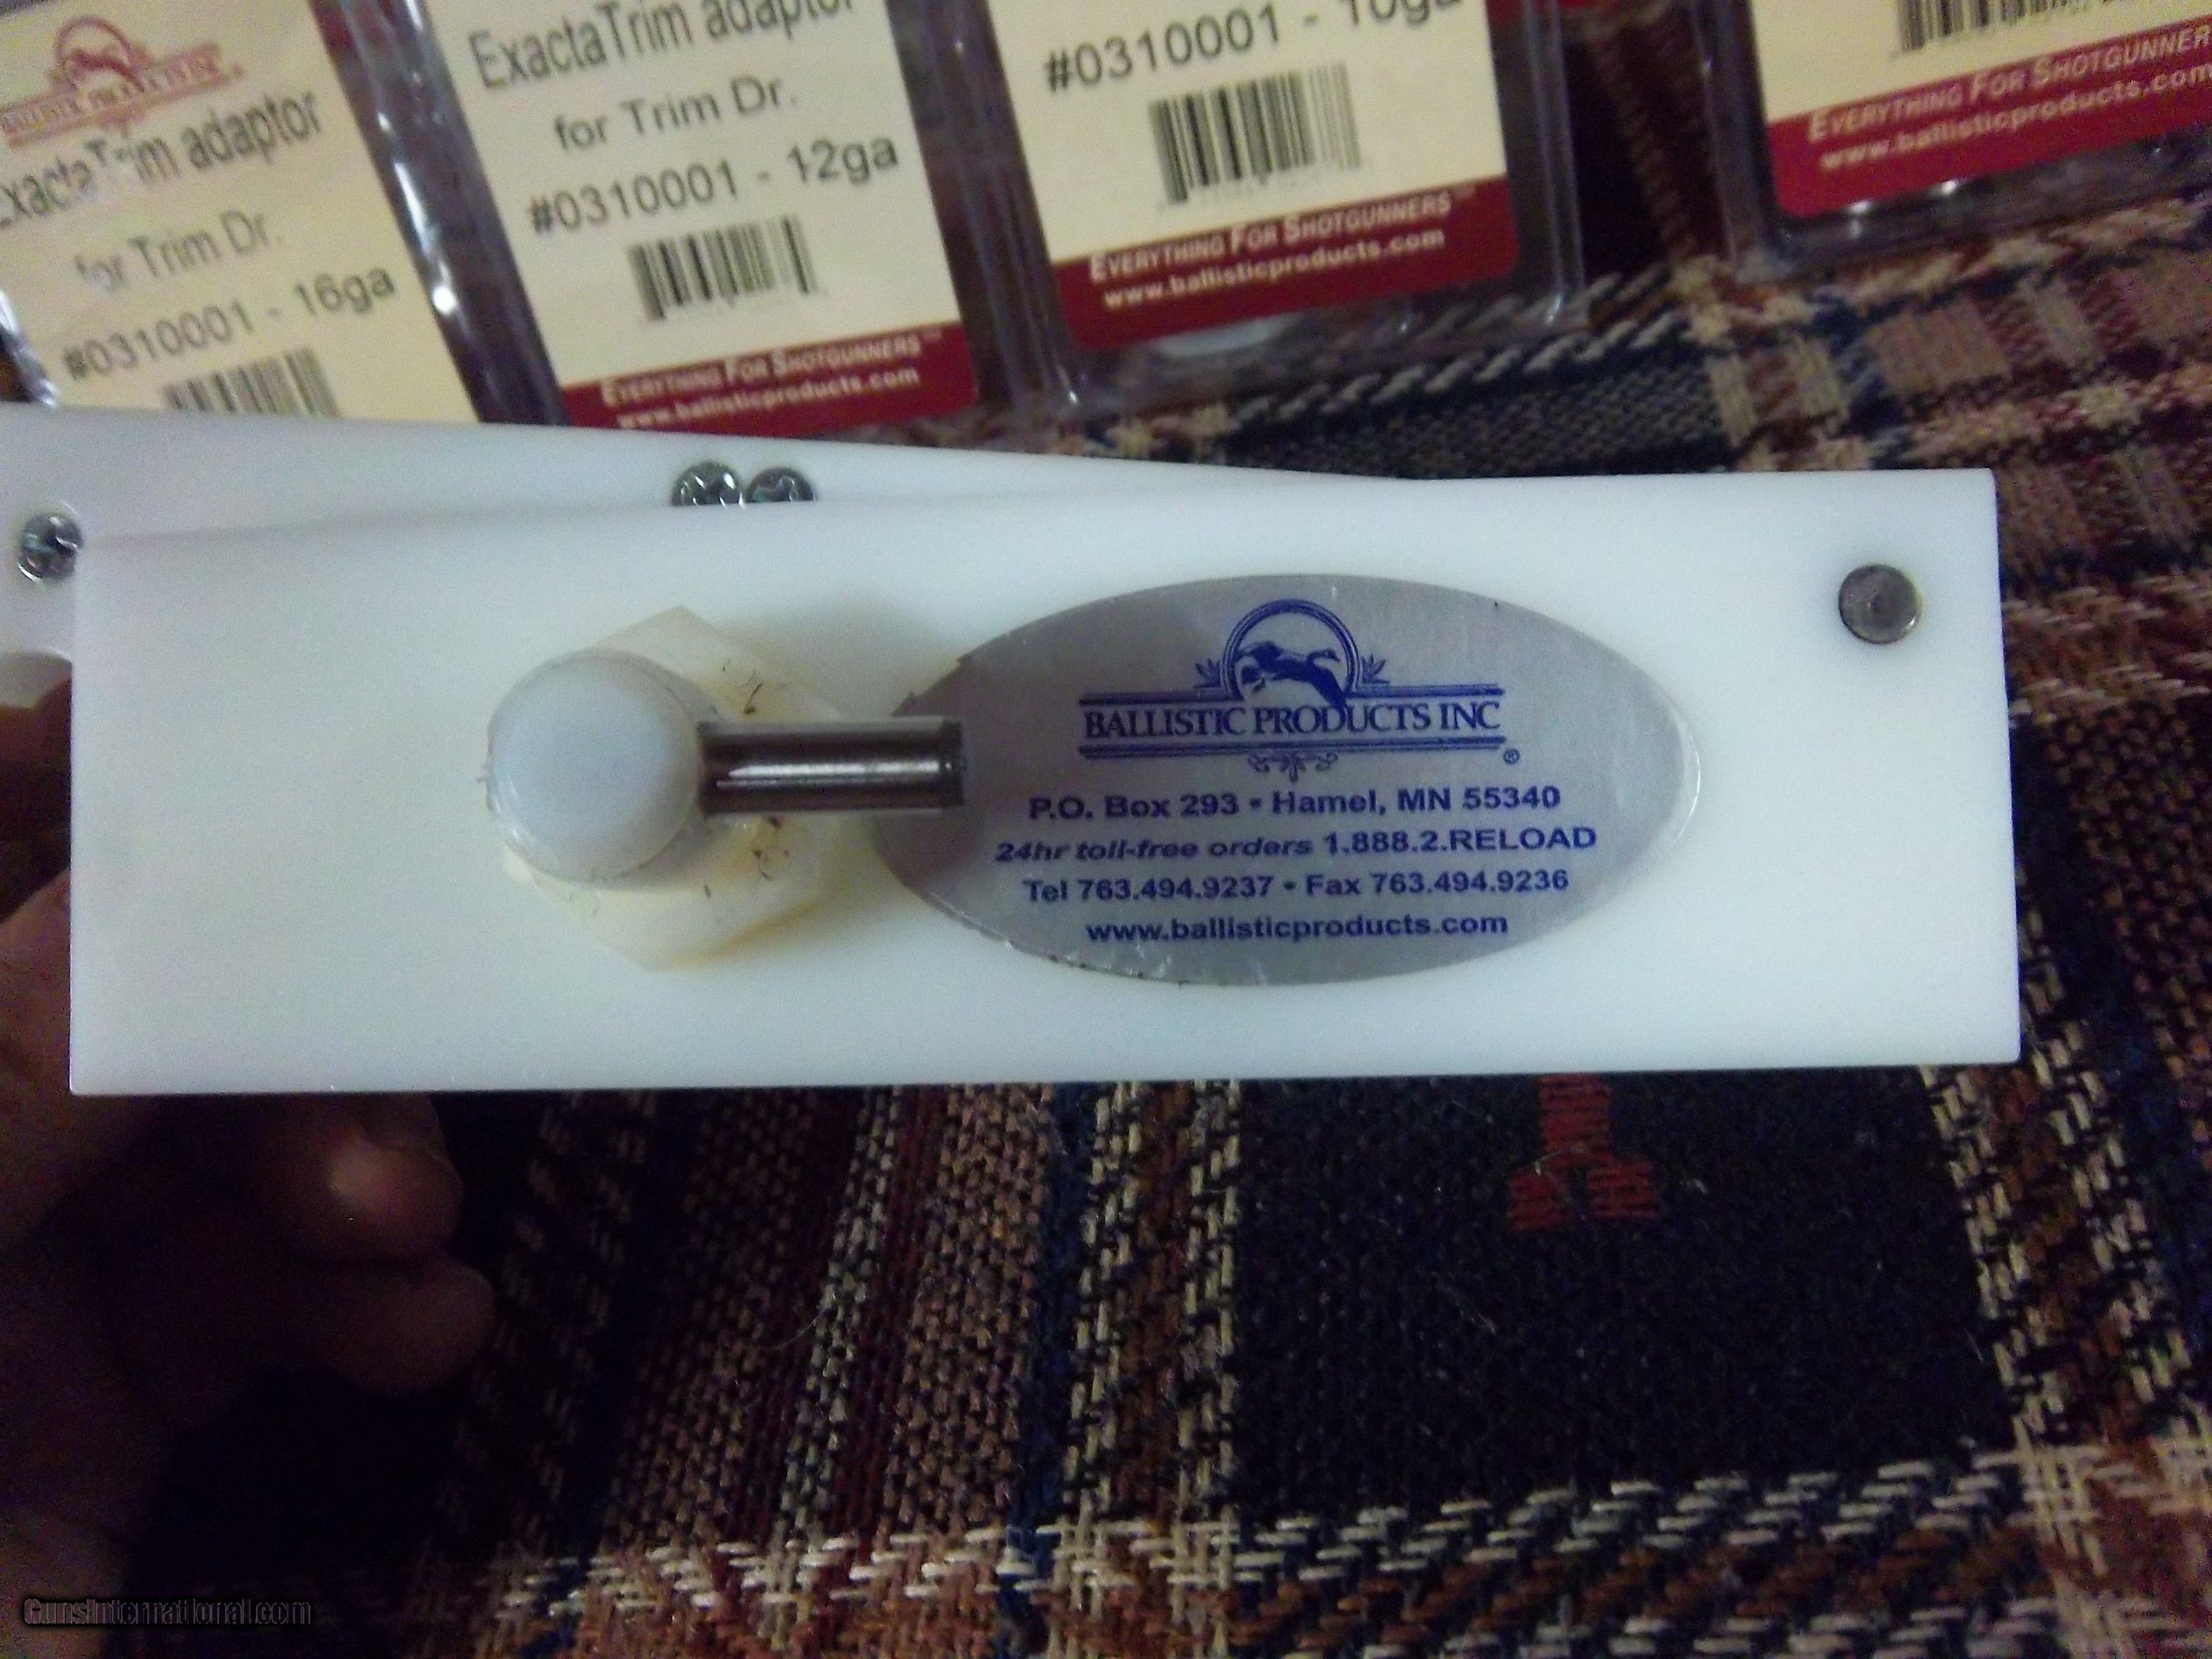 ExactaTrim adaptor
for Trim Dr.
#0310001 - 16ga
ExactaTrim adaptor
for Trim Dr.
#0310001 - 12ga
EVERYTHING FOR SHOTGUNNERS™
www.ballisticproducts.com
#0310001 - 10ga
EVERYTHING FOR SHOTGUNNERS™
www.ballisticproducts.com
EVERYTHING FOR SHOTGUNNERS
www.ballisticproducts.com
BALLISTIC PRODUCTS INC
®
P.O. Box 293 • Hamel, MN 55340
24hr toll-free orders 1.888.2.RELOAD
Tel 763.494.9237 • Fax 763.494.9236
www.ballisticproducts.com
GunsInternational.com